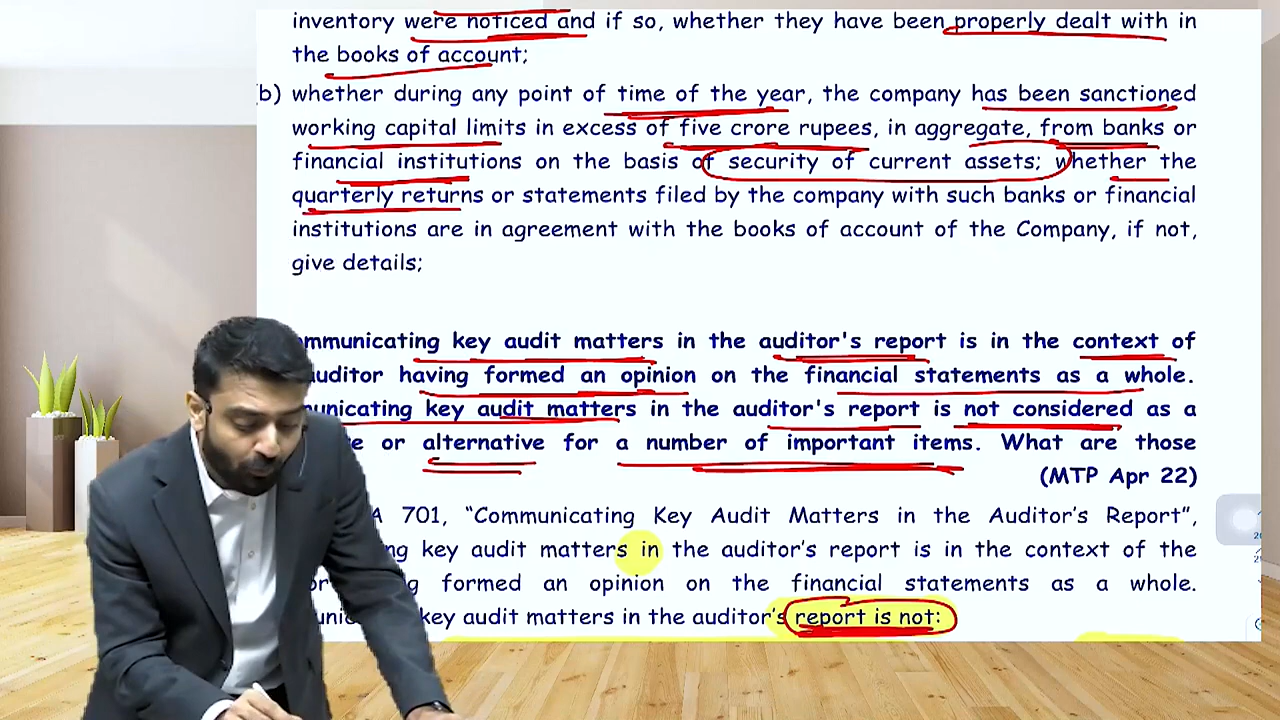 inventory were noticed and if so, whether they have been properly dealt with in
the books of account;
b) whether during any point of time of the year, the company has been sanctioned
working capital limits in excess of five crore rupees, in aggregate, from banks or
financial institutions on the basis of security of current assets; whether the
quarterly returns or statements filed by the company with such banks or financial
institutions are in agreement with the books of account of the Company, if not,
give details;
ommunicating key audit matters in the auditor's report is in the context of
auditor having formed an opinion on the financial statements as a whole.
unicating key audit matters in the auditor's report is not considered as a
or alternative for a number of important items. What are those
(MTP Apr 22)
A 701, “Communicating Key Audit Matters in the Auditor’s Report”,
ng key audit matters in the auditor’s report is in the context of the
formed an opinion on the financial statements as a whole.
key audit matters in the auditor’s report is not: